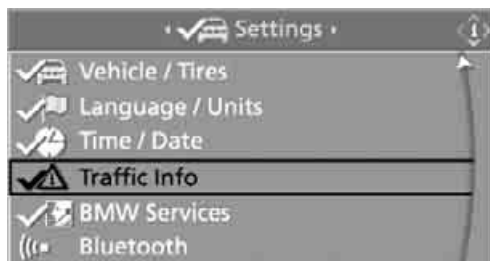 Settings
Vehicle / Tires
Language / Units
Time / Date
Traffic Info
BMW Services
Bluetooth